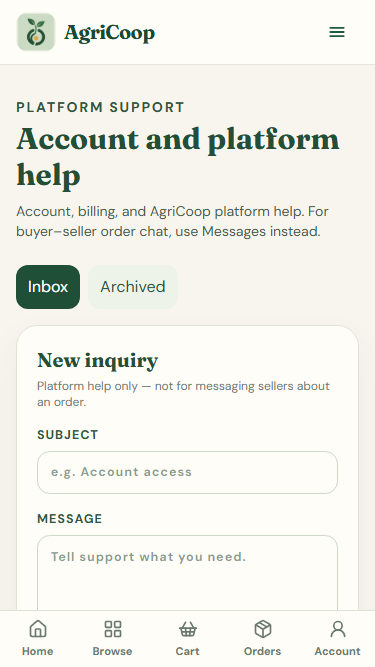 AgriCoop
PLATFORM SUPPORT
Account and platform
help
Account, billing, and AgriCoop platform help. For
buyer–seller order chat, use Messages instead.
Inbox
Archived
New inquiry
Platform help only — not for messaging sellers about
an order.
SUBJECT
e.g. Account access
MESSAGE
Tell support what you need.
Home
Browse
Cart
Orders
Account